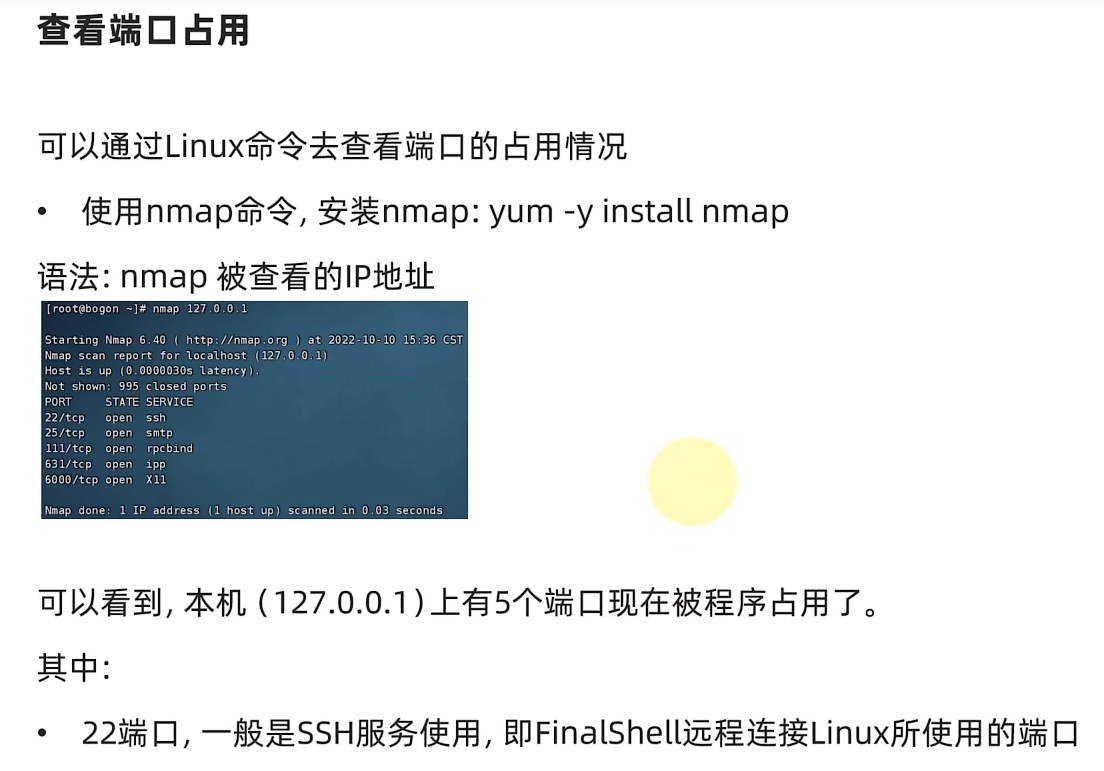 查看端口占用
可以通过Linux命令去查看端口的占用情况
• 使用nmap命令, 安装nmap: yum -y install nmap
语法: nmap 被查看的IP地址
[root@bogon ~]# nmap 127.0.0.1
Starting Nmap 6.40 ( http://nmap.org ) at 2022-10-10 15:36 CST
Nmap scan report for localhost (127.0.0.1)
Host is up (0.0000030s latency).
Not shown: 995 closed ports
PORT     STATE SERVICE
22/tcp   open  ssh
25/tcp   open  smtp
111/tcp  open  rpcbind
631/tcp  open  ipp
6000/tcp open  X11
Nmap done: 1 IP address (1 host up) scanned in 0.03 seconds
可以看到, 本机 (127.0.0.1) 上有5个端口现在被程序占用了。
其中:
• 22端口, 一般是SSH服务使用, 即FinalShell远程连接Linux所使用的端口